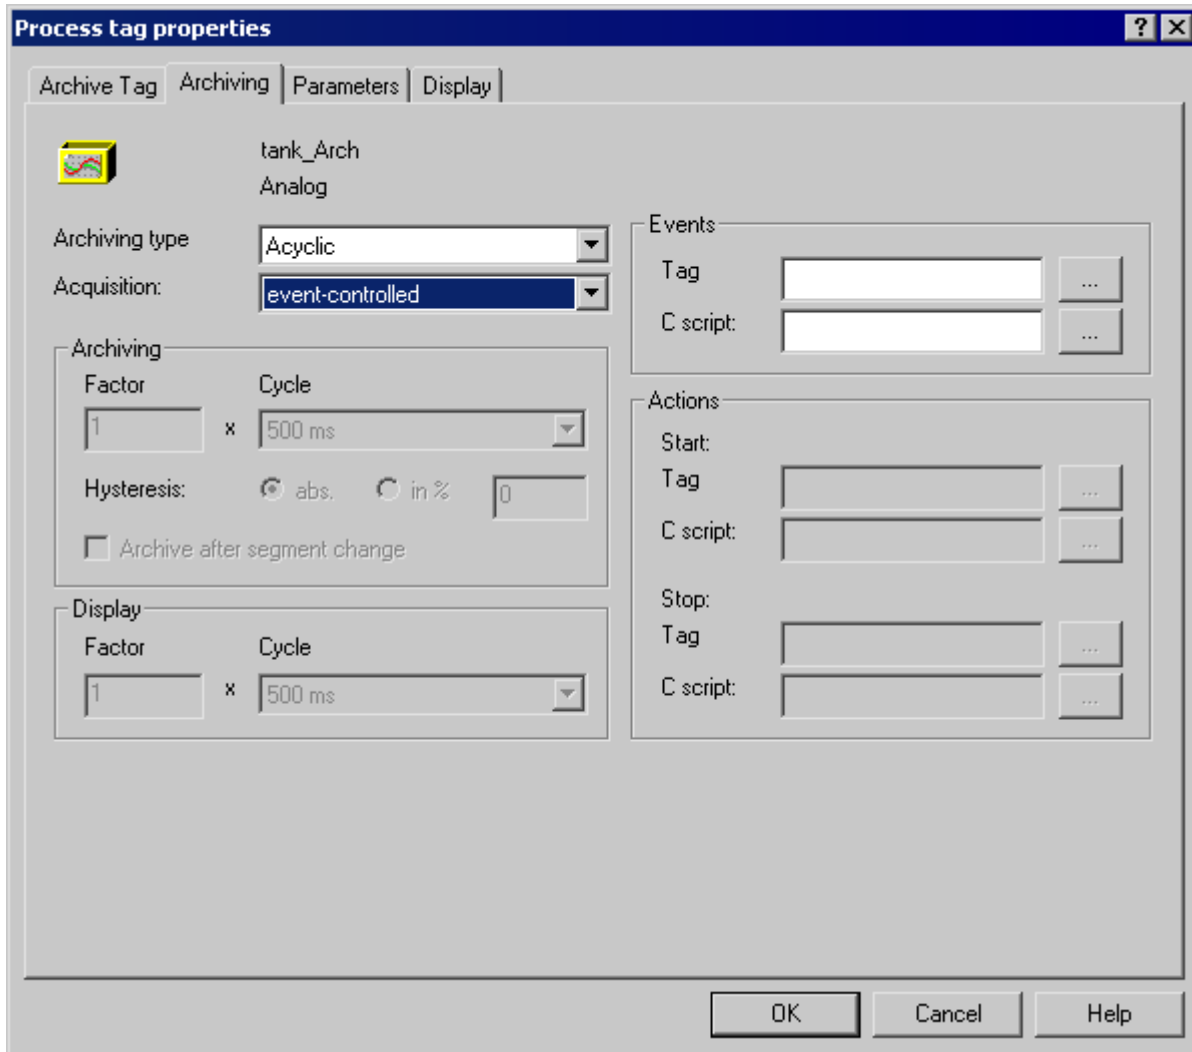 Process tag properties
Archive Tag Archiving Parameters Display
tank_Arch
Analog
Archiving type Acyclic
Acquisition: event-controlled
Archiving
Factor Cycle
1 x 500 ms
Hysteresis: abs. in % 0
Archive after segment change
Display
Factor Cycle
1 x 500 ms
Events
Tag ...
C script: ...
Actions
Start:
Tag ...
C script: ...
Stop:
Tag ...
C script: ...
OK Cancel Help